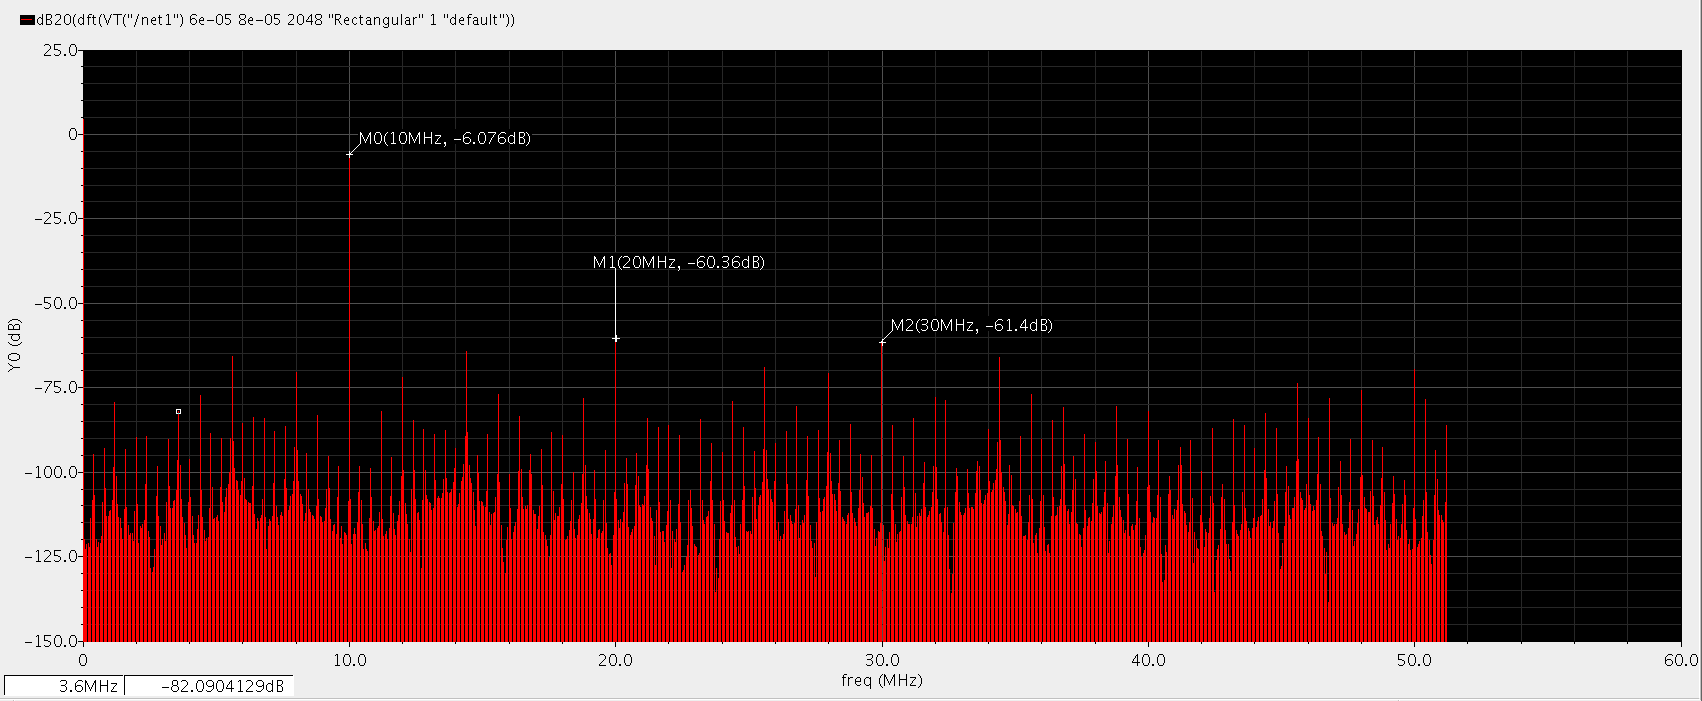 dB20(dft(VT("/net1") 6e-05 8e-05 2048 "Rectangular" 1 "default"))
25.0
0
M0(10MHz, -6.076dB)
-25.0
M1(20MHz, -60.36dB)
-50.0
M2(30MHz, -61.4dB)
Y0 (dB)
-75.0
-100.0
-125.0
-150.0
0 10.0 20.0 30.0 40.0 50.0 60.0
freq (MHz)
3.6MHz -82.0904129dB